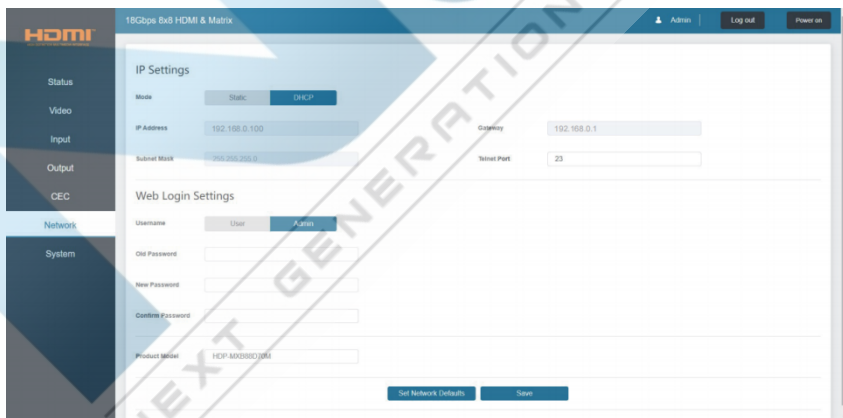 HDMI
18Gbps 8x8 HDMI & Matrix
Admin
Log out
Power on
Status
Video
Input
Output
CEC
Network
System
IP Settings
Mode Static DHCP
IP Address 192.168.0.100 Gateway 192.168.0.1
Subnet Mask 255.255.255.0 Telnet Port 23
Web Login Settings
Username User Admin
Old Password
New Password
Confirm Password
Product Model
Set Network Defaults Save
NEXT GENERATION